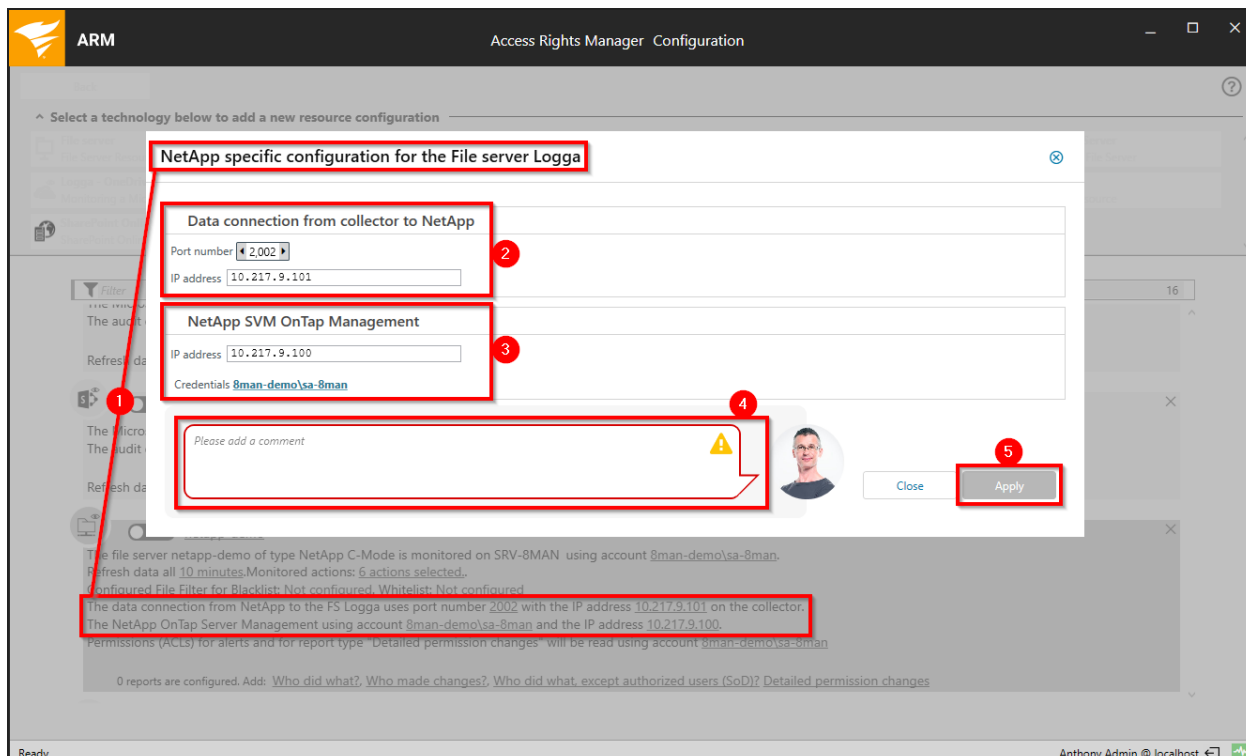 ARM
Access Rights Manager Configuration
Select a technology below to add a new resource configuration
NetApp specific configuration for the File server Logga
Data connection from collector to NetApp
Port number 2,002
2
IP address 10.217.9.101
NetApp SVM OnTap Management
IP address 10.217.9.100
3
Credentials 8man-demo\sa-8man
4
Please add a comment
5
Close
Apply
Filter
16
The audit
Refresh da
1
The Micro
The audit
Refresh da
netapp-demo
The file server netapp-demo of type NetApp C-Mode is monitored on SRV-8MAN using account 8man-demo\sa-8man.
Refresh data all 10 minutes.Monitored actions: 6 actions selected..
Configured File Filter for Blacklist: Not configured. Whitelist: Not configured
The data connection from NetApp to the FS Logga uses port number 2002 with the IP address 10.217.9.101 on the collector.
The NetApp OnTap Server Management using account 8man-demo\sa-8man and the IP address 10.217.9.100.
Permissions (ACLs) for alerts and for report type "Detailed permission changes" will be read using account 8man-demo\sa-8man
0 reports are configured. Add: Who did what?, Who made changes?, Who did what, except authorized users (SoD)? Detailed permission changes
Ready
Anthony Admin @ localhost